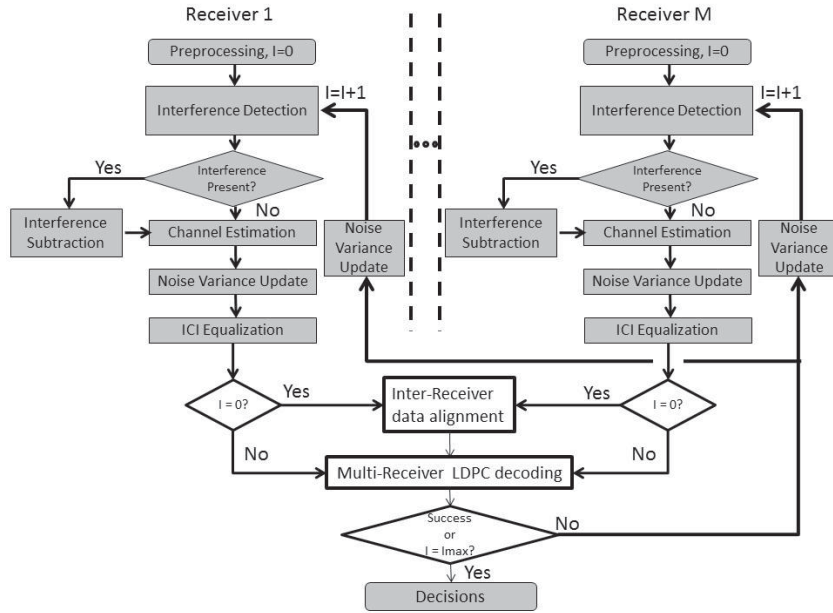 Receiver 1
Receiver M
Preprocessing, I=0
Preprocessing, I=0
I=I+1
I=I+1
Interference Detection
Interference Detection
Yes
Interference
Present?
Yes
Interference
Present?
No
No
Interference
Subtraction
Channel Estimation
Noise
Variance
Update
Interference
Subtraction
Channel Estimation
Noise
Variance
Update
Noise Variance Update
Noise Variance Update
ICI Equalization
ICI Equalization
I = 0?
Yes
Inter-Receiver
data alignment
Yes
I = 0?
No
No
Multi-Receiver LDPC decoding
Success
or
I = Imax?
No
Yes
Decisions